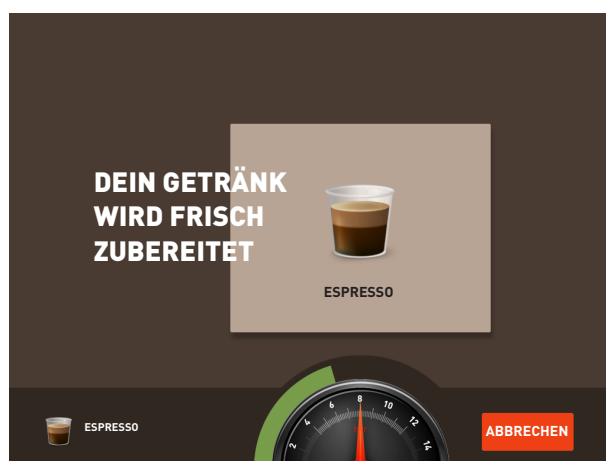 DEIN GETRÄNK
WIRD FRISCH
ZUBEREITET
ESPRESSO
ESPRESSO
2 4 6 8 10 12 14
ABBRECHEN